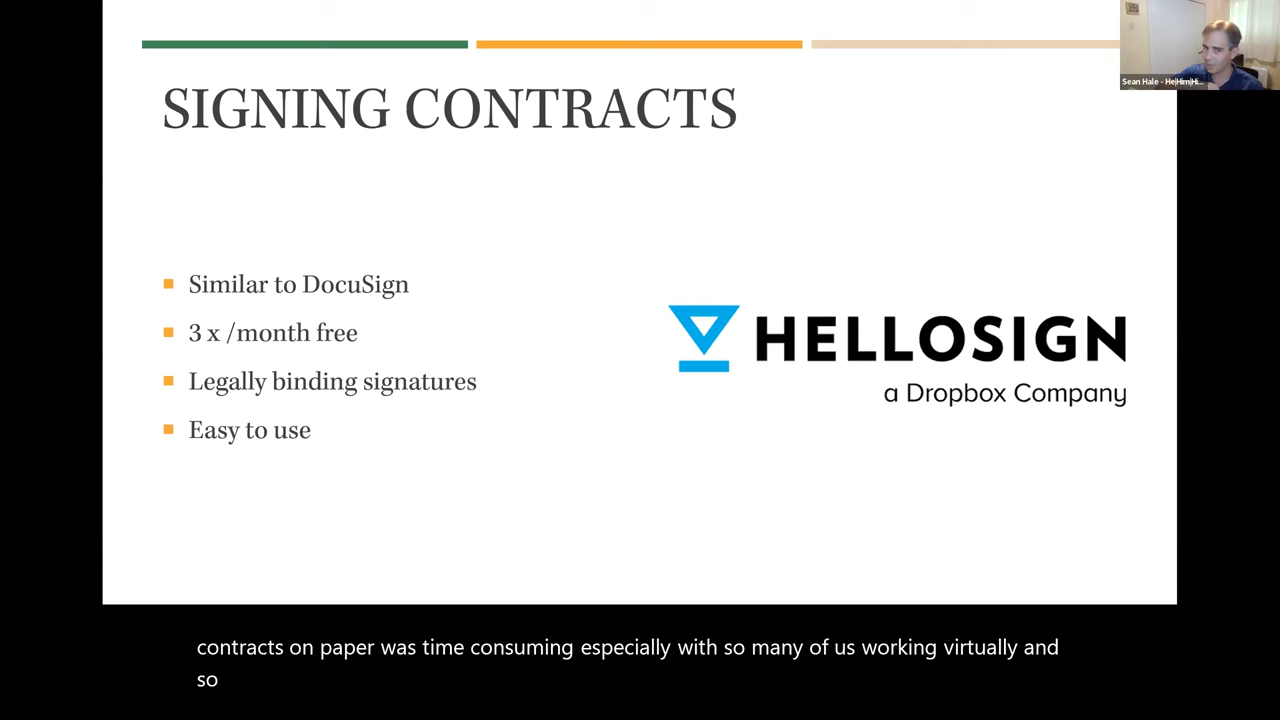 Sean Hale - He|Him|Hi...
SIGNING CONTRACTS
Similar to DocuSign
3 x /month free
Legally binding signatures
Easy to use
HELLOSIGN
a Dropbox Company
contracts on paper was time consuming especially with so many of us working virtually and
so